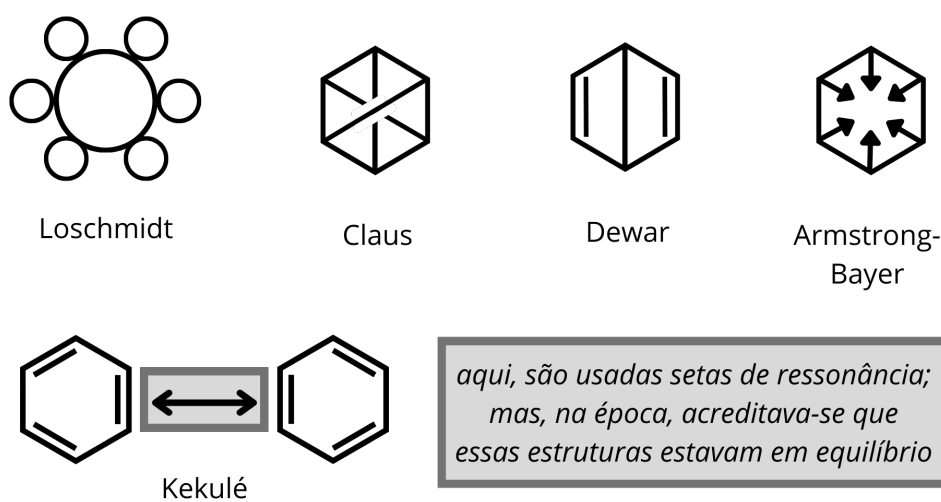 Loschmidt
Claus
Dewar
Armstrong-
Bayer
aqui, são usadas setas de ressonância;
mas, na época, acreditava-se que
essas estruturas estavam em equilíbrio
Kekulé